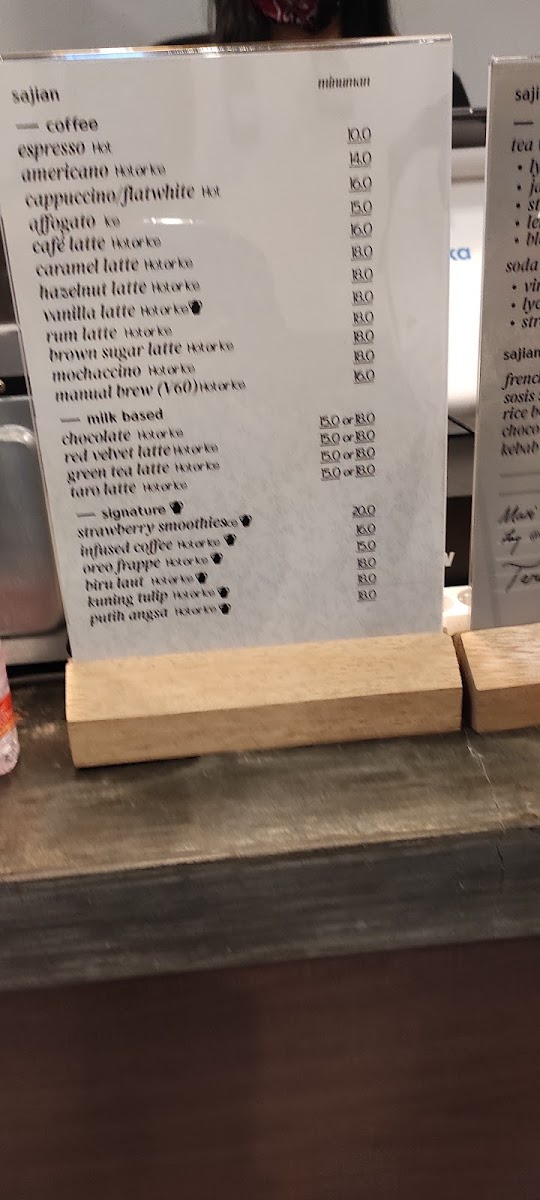 sajian minuman
— coffee
espresso Hot 10.0
americano Hot or Ice 14.0
cappuccino/flatwhite Hot 16.0
affogato Ice 15.0
café latte Hot or Ice 16.0
caramel latte Hot or Ice 18.0
hazelnut latte Hot or Ice 18.0
vanilla latte Hot or Ice 18.0
rum latte Hot or Ice 18.0
brown sugar latte Hot or Ice 18.0
mochaccino Hot or Ice 18.0
manual brew (V60) Hot or Ice 16.0
— milk based
chocolate Hot or Ice 15.0 or 18.0
red velvet latte Hot or Ice 15.0 or 18.0
green tea latte Hot or Ice 15.0 or 18.0
taro latte Hot or Ice 15.0 or 18.0
— signature
strawberry smoothies Ice 20.0
infused coffee Hot or Ice 16.0
oreo frappe Hot or Ice 15.0
biru laut Hot or Ice 18.0
kuning tulip Hot or Ice 18.0
putih angsa Hot or Ice 18.0
tea
soda
sosis
kebab